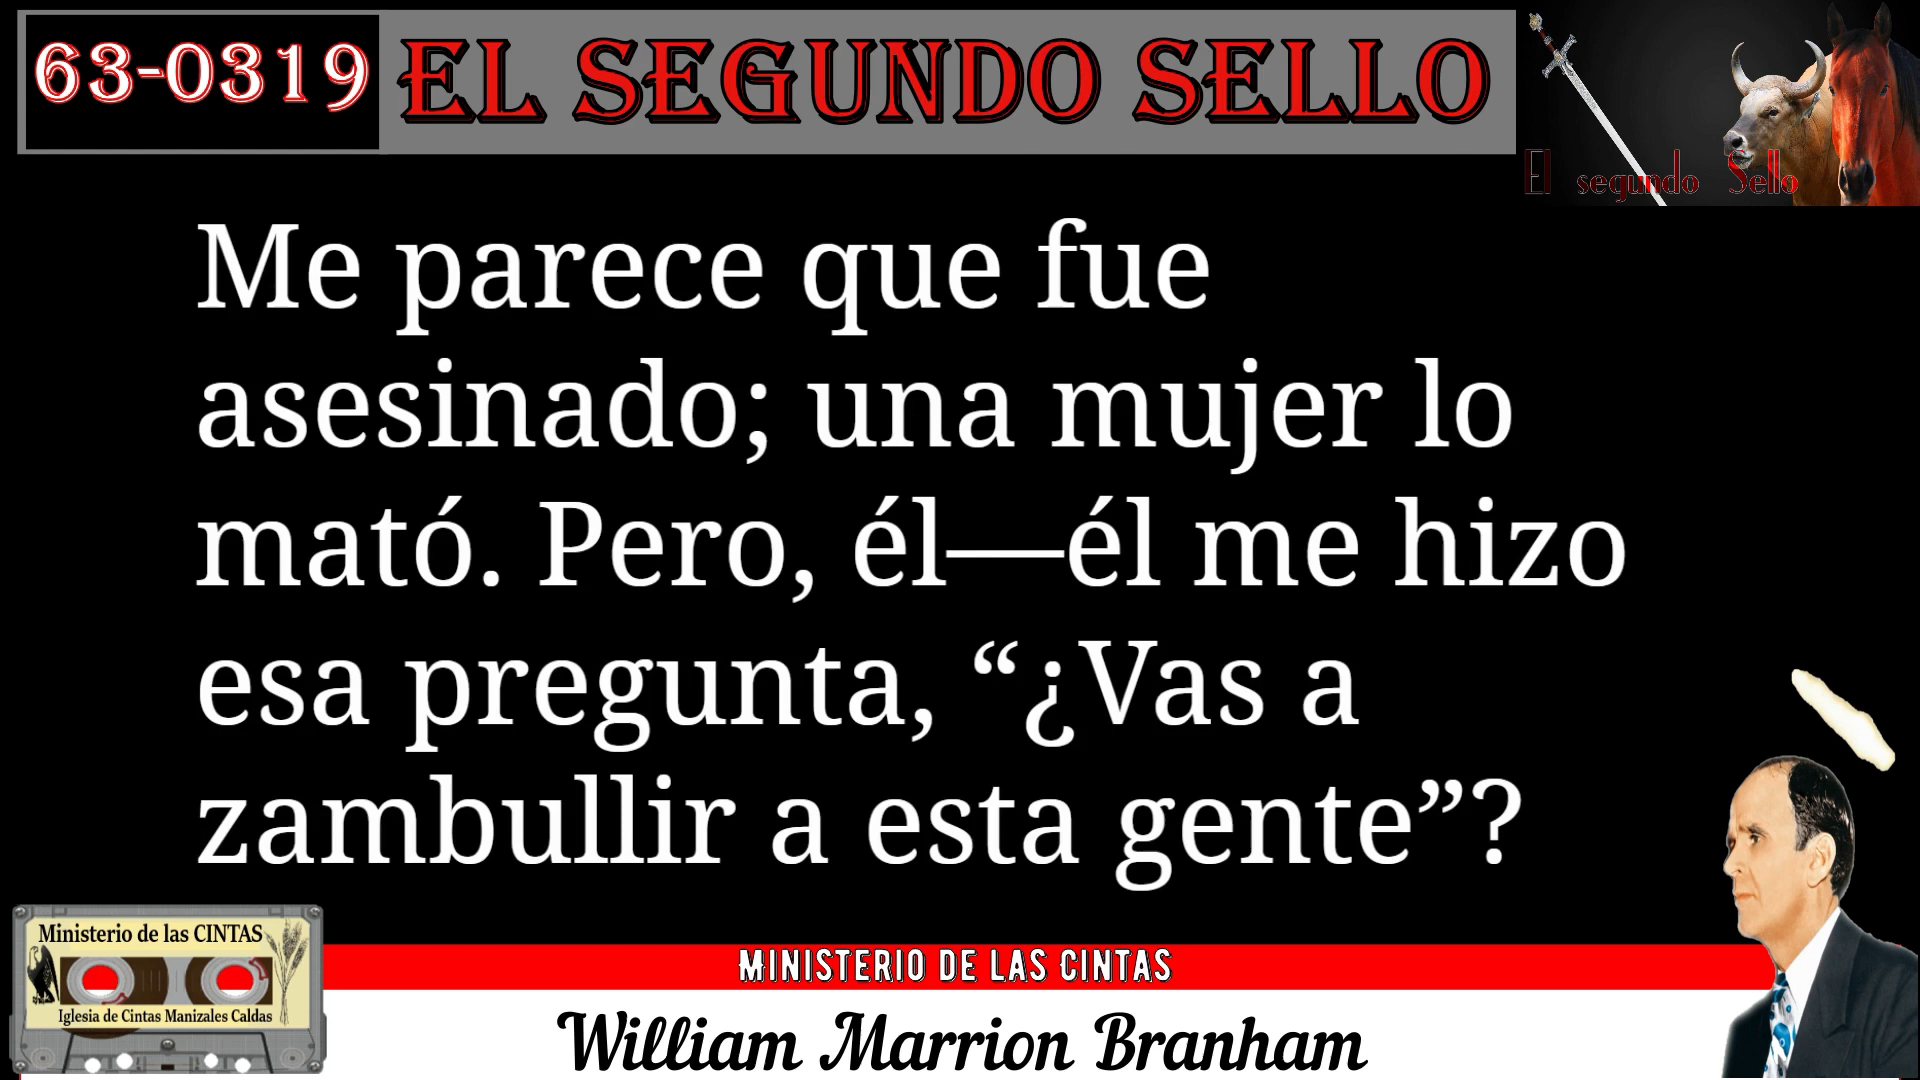 63-0319
EL SEGUNDO SELLO
El segundo Sello
Me parece que fue
asesinado; una mujer lo
mató. Pero, él—él me hizo
esa pregunta, “¿Vas a
zambullir a esta gente”?
Ministerio de las CINTAS
Iglesia de Cintas Manizales Caldas
MINISTERIO DE LAS CINTAS
William Marrion Branham